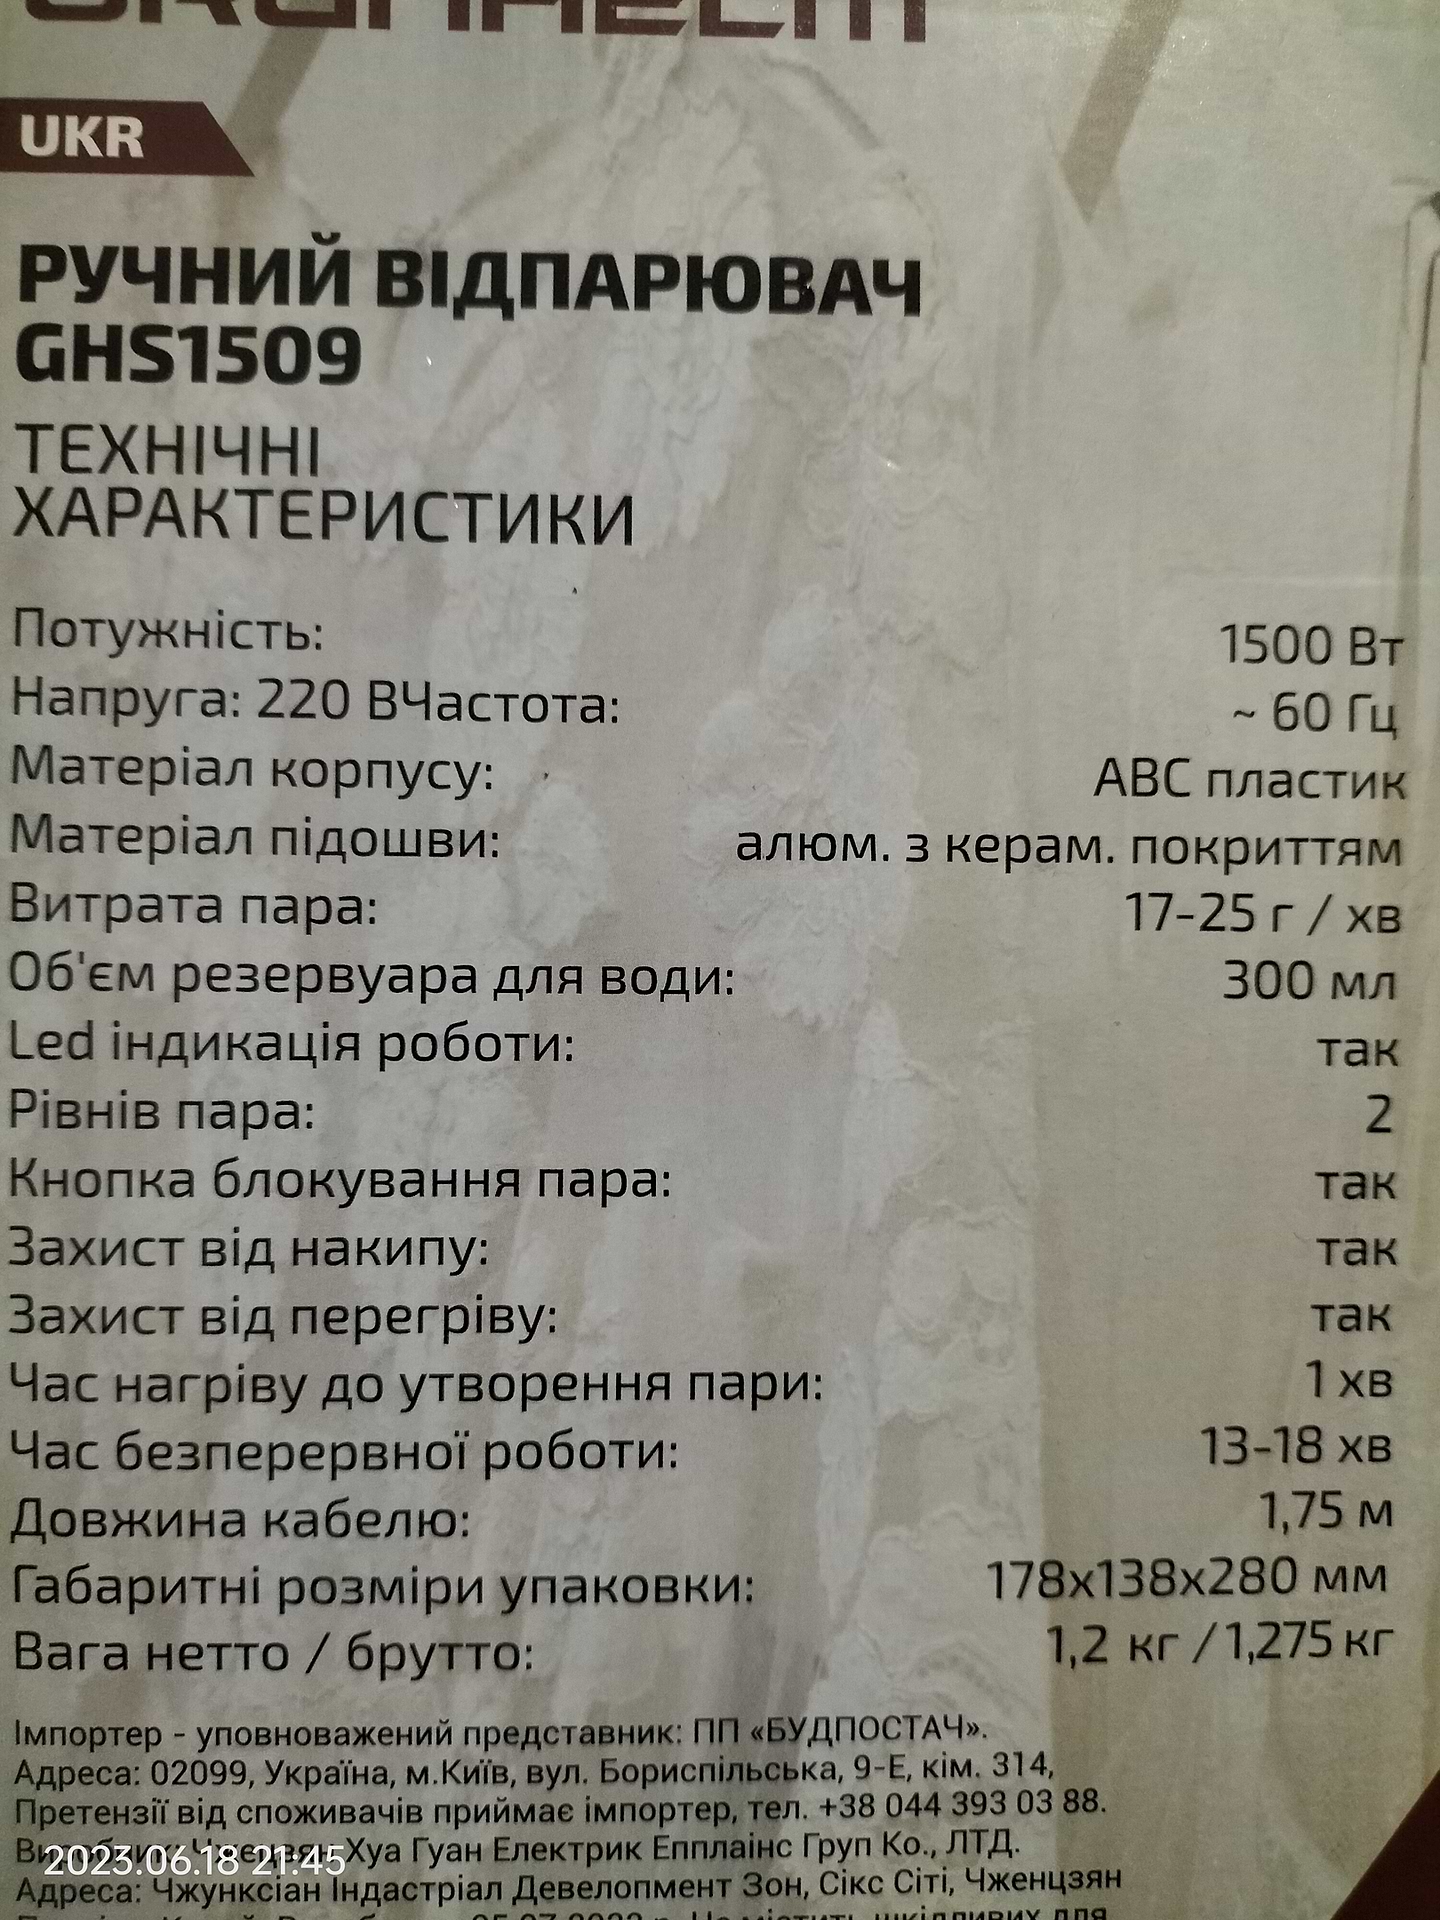 GRUNHELM
UKR
РУЧНИЙ ВІДПАРЮВАЧ
GHS1509
ТЕХНІЧНІ
ХАРАКТЕРИСТИКИ
Потужність: 1500 Вт
Напруга: 220 ВЧастота: ~ 60 Гц
Матеріал корпусу: АВС пластик
Матеріал підошви: алюм. з керам. покриттям
Витрата пара: 17-25 г / хв
Об'єм резервуара для води: 300 мл
Led індикація роботи: так
Рівнів пара: 2
Кнопка блокування пара: так
Захист від накипу: так
Захист від перегріву: так
Час нагріву до утворення пари: 1 хв
Час безперервної роботи: 13-18 хв
Довжина кабелю: 1,75 м
Габаритні розміри упаковки: 178х138х280 мм
Вага нетто / брутто: 1,2 кг / 1,275 кг
Імпортер - уповноважений представник: ПП «БУДПОСТАЧ».
Адреса: 02099, Україна, м.Київ, вул. Бориспільська, 9-Е, кім. 314,
Претензії від споживачів приймає імпортер, тел. +38 044 393 03 88.
Виробник: Чжецзян Хуа Гуан Електрик Епплаінс Груп Ко., ЛТД.
2023.06.18 21:45
Адреса: Чжунксіан Індастріал Девелопмент Зон, Сікс Сіті, Чженцзян